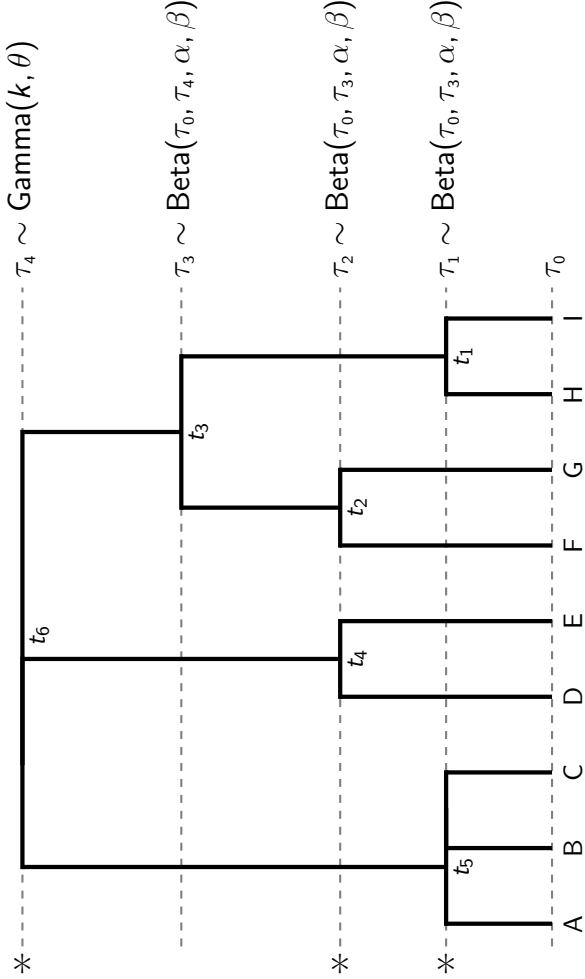 * τ₄ ∼ Gamma(k, θ)
t₆
τ₃ ∼ Beta(τ₀, τ₄, α, β)
t₃
* τ₂ ∼ Beta(τ₀, τ₃, α, β)
t₄ t₂
* τ₁ ∼ Beta(τ₀, τ₃, α, β)
t₅ t₁
τ₀
A B C D E F G H I